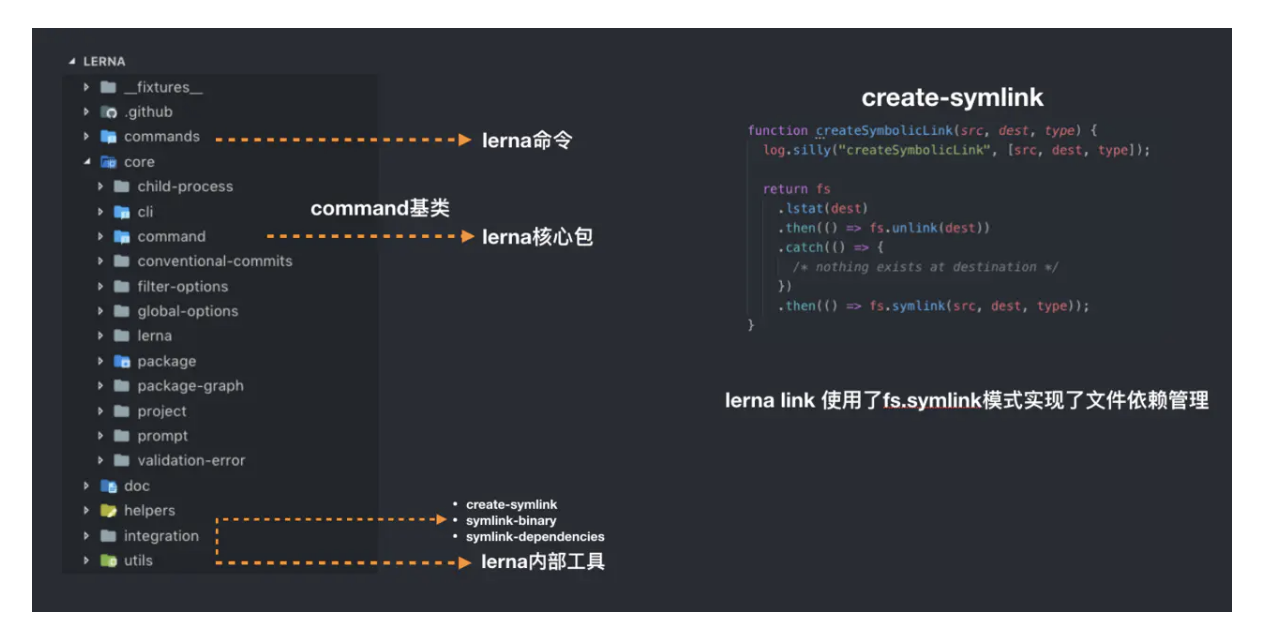 LERNA
__fixtures__
.github
commands
lerna命令
core
child-process
cli
command基类
command
lerna核心包
conventional-commits
filter-options
global-options
lerna
package
package-graph
project
prompt
validation-error
doc
helpers
integration
utils
create-symlink
symlink-binary
symlink-dependencies
lerna内部工具
create-symlink
function createSymbolicLink(src, dest, type) {
log.silly("createSymbolicLink", [src, dest, type]);
return fs
.lstat(dest)
.then(() => fs.unlink(dest))
.catch(() => {
/* nothing exists at destination */
})
.then(() => fs.symlink(src, dest, type));
}
lerna link 使用了fs.symlink模式实现了文件依赖管理